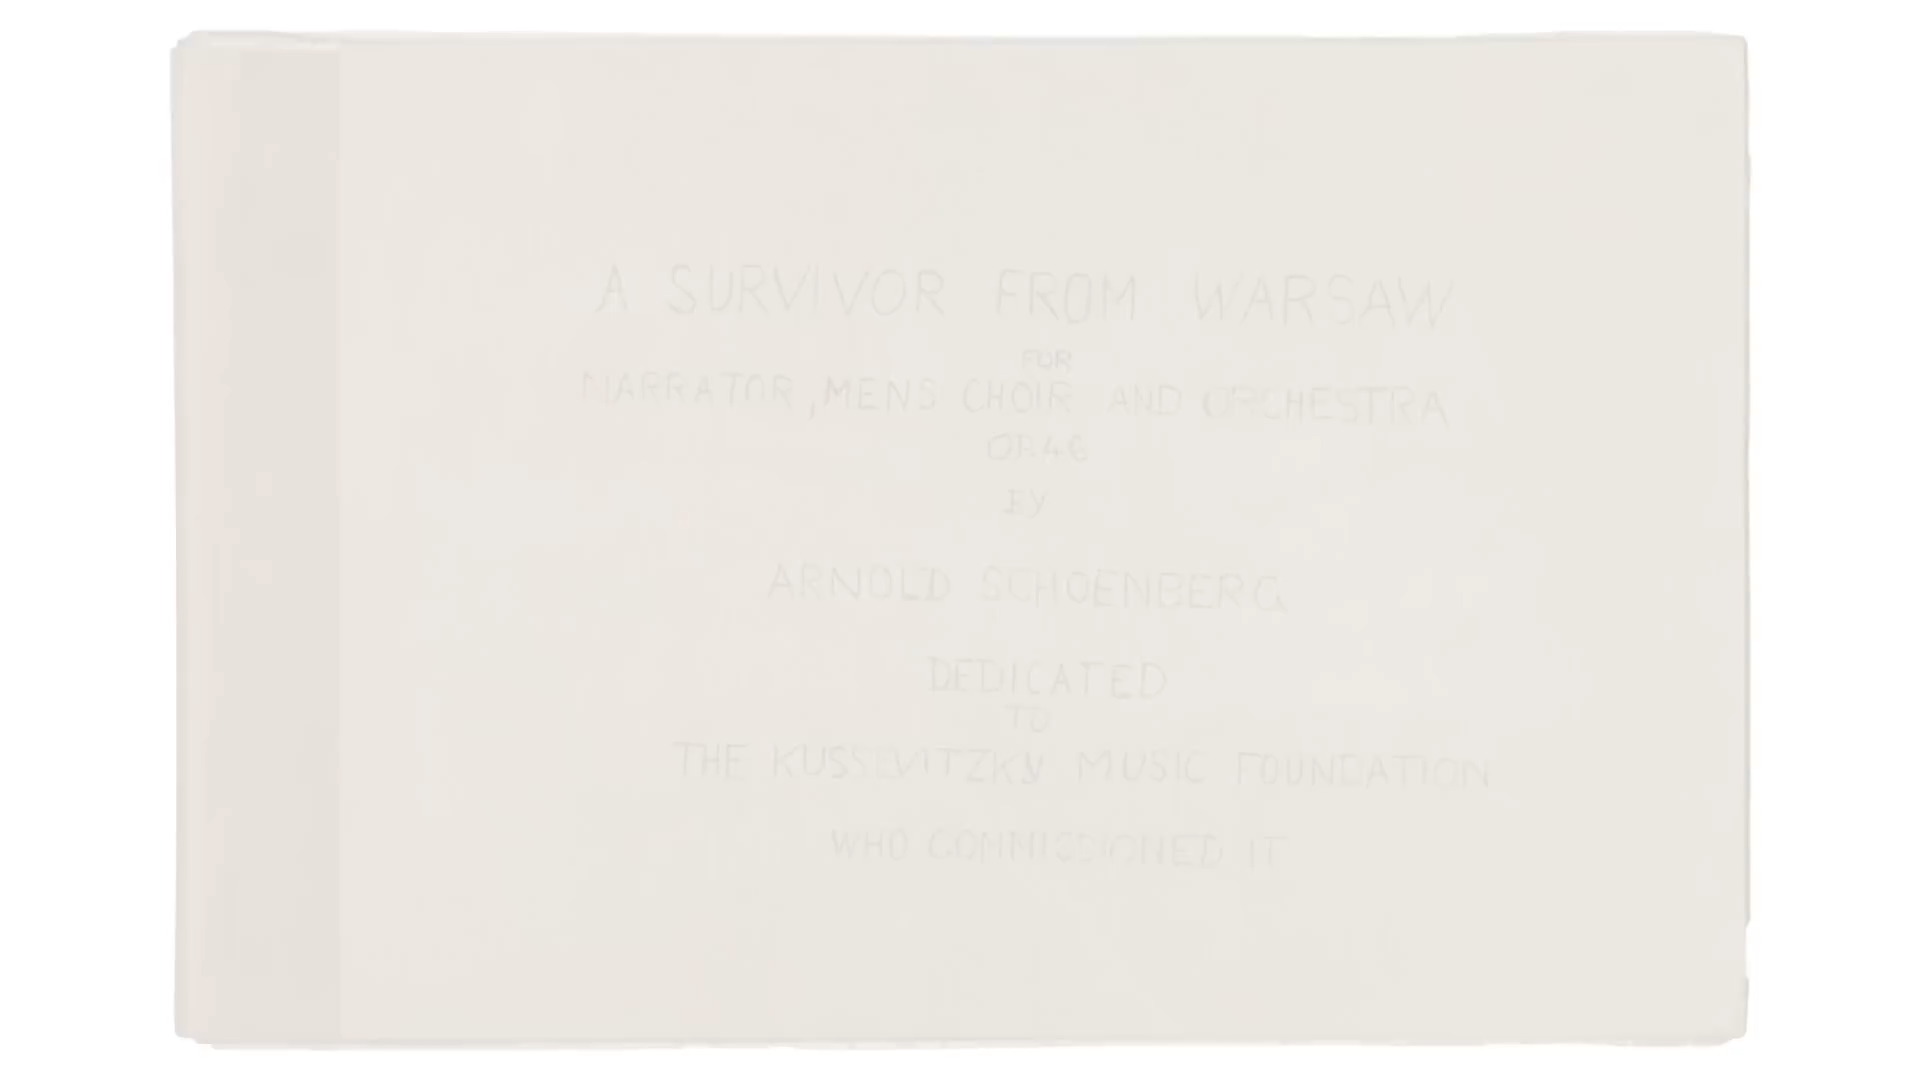 A SURVIVOR FROM WARSAW
FOR
NARRATOR, MENS CHOIR AND ORCHESTRA
OP. 46
BY
ARNOLD SCHOENBERG
DEDICATED
TO
THE KUSSEVITZKY MUSIC FOUNDATION
WHO COMMISSIONED IT